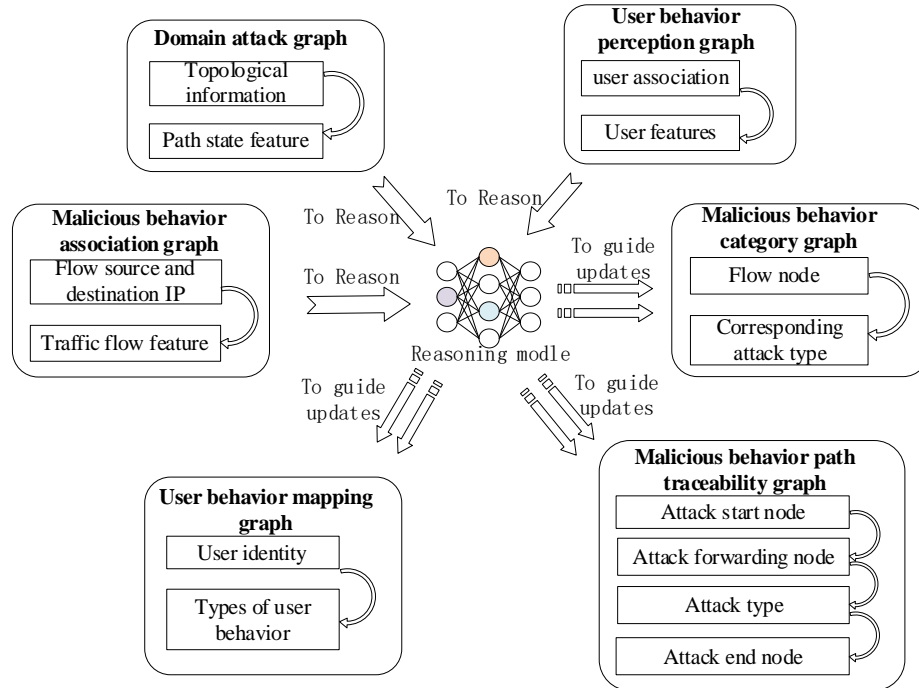 Domain attack graph
Topological
information
Path state feature
User behavior
perception graph
user association
User features
To Reason
To Reason
Malicious behavior
association graph
Flow source and
destination IP
Traffic flow feature
To Reason
Reasoning modle
To guide
updates
Malicious behavior
category graph
Flow node
Corresponding
attack type
To guide
updates
To guide
updates
User behavior mapping
graph
User identity
Types of user
behavior
Malicious behavior path
traceability graph
Attack start node
Attack forwarding node
Attack type
Attack end node